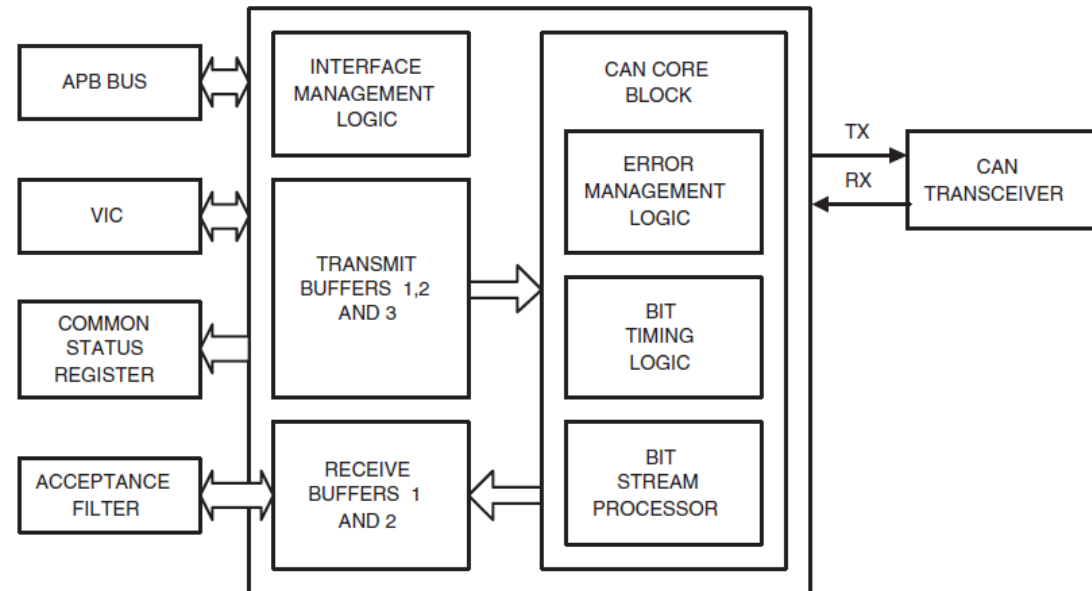 APB BUS
VIC
COMMON
STATUS
REGISTER
ACCEPTANCE
FILTER
INTERFACE
MANAGEMENT
LOGIC
TRANSMIT
BUFFERS 1,2
AND 3
RECEIVE
BUFFERS 1
AND 2
CAN CORE
BLOCK
ERROR
MANAGEMENT
LOGIC
BIT
TIMING
LOGIC
BIT
STREAM
PROCESSOR
TX
RX
CAN
TRANSCEIVER